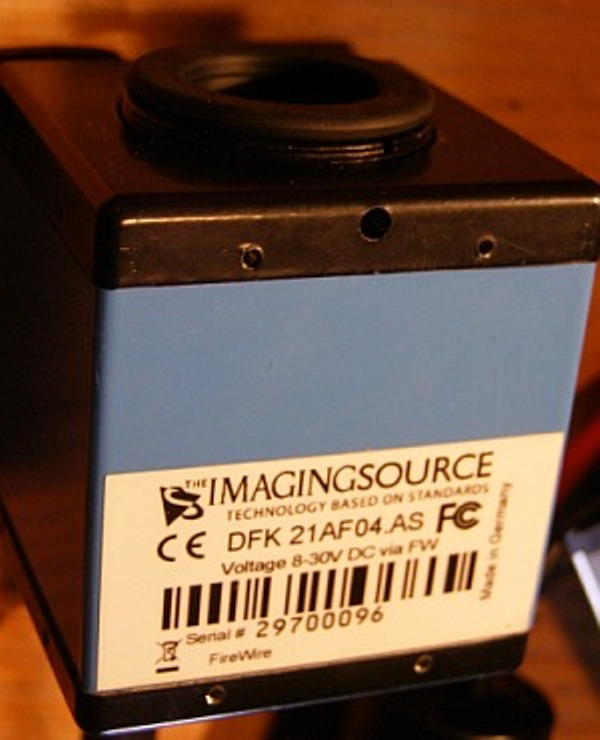 THE IMAGINGSOURCE
TECHNOLOGY BASED ON STANDARDS
CE DFK 21AF04.AS FC
Voltage 8-30V DC via FW
Made in Germany
Serial # 29700096
FireWire